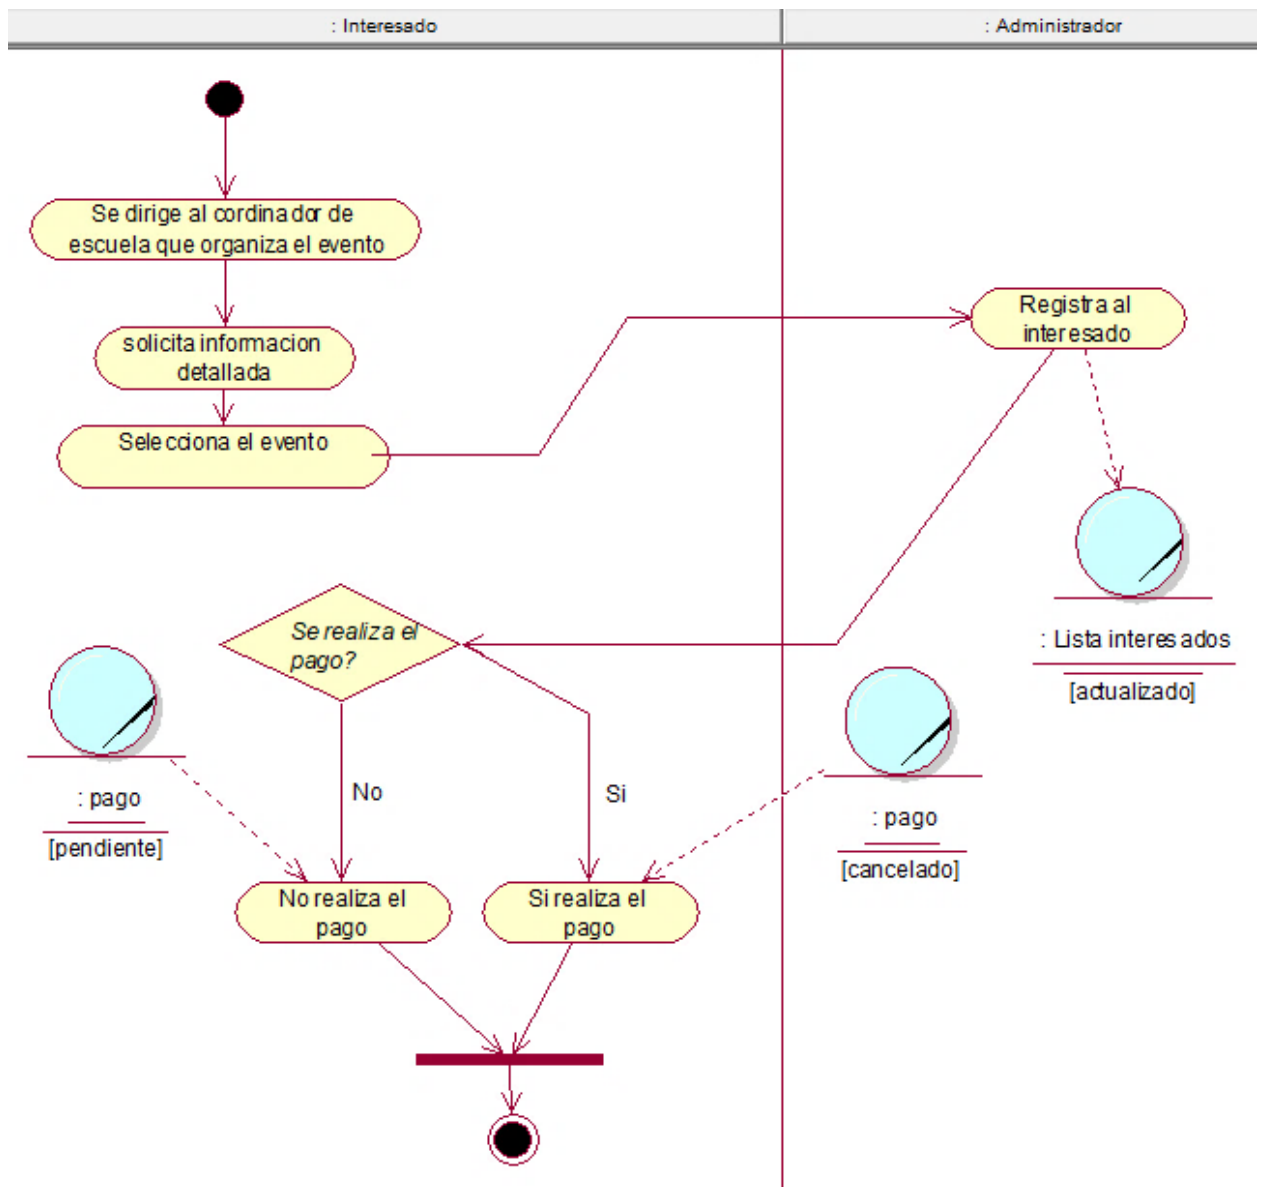 : Interesado
: Administrador
Se dirige al cordinador de
escuela que organiza el evento
solicita informacion
detallada
Selecciona el evento
Registra al
interesado
: Lista interesados
[actualizado]
Se realiza el
pago?
: pago
[pendiente]
No
Si
: pago
[cancelado]
No realiza el
pago
Si realiza el
pago